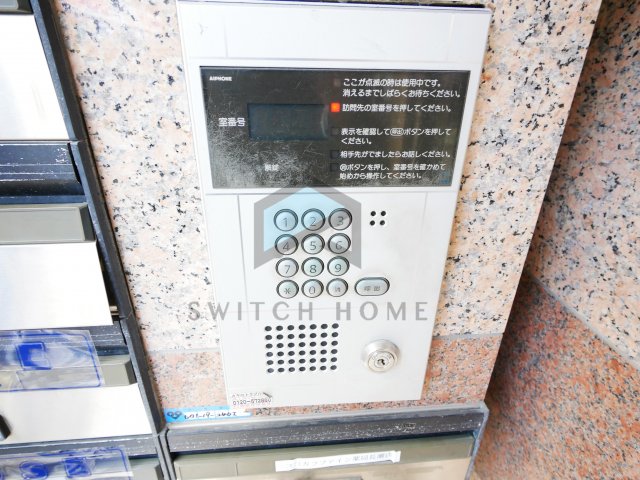 AIPHONE
ここが点滅の時は使用中です。
消えるまでしばらくお待ちください。
訪問先の室番号を押してください。
室番号
表示を確認して呼出ボタンを押して
ください。
相手先がでましたらお話しください。
ボタンを押し、室番号を確かめて
始めから操作してください。
1 2 3
4 5 6
7 8 9
* 0
呼出
SWITCH HOME